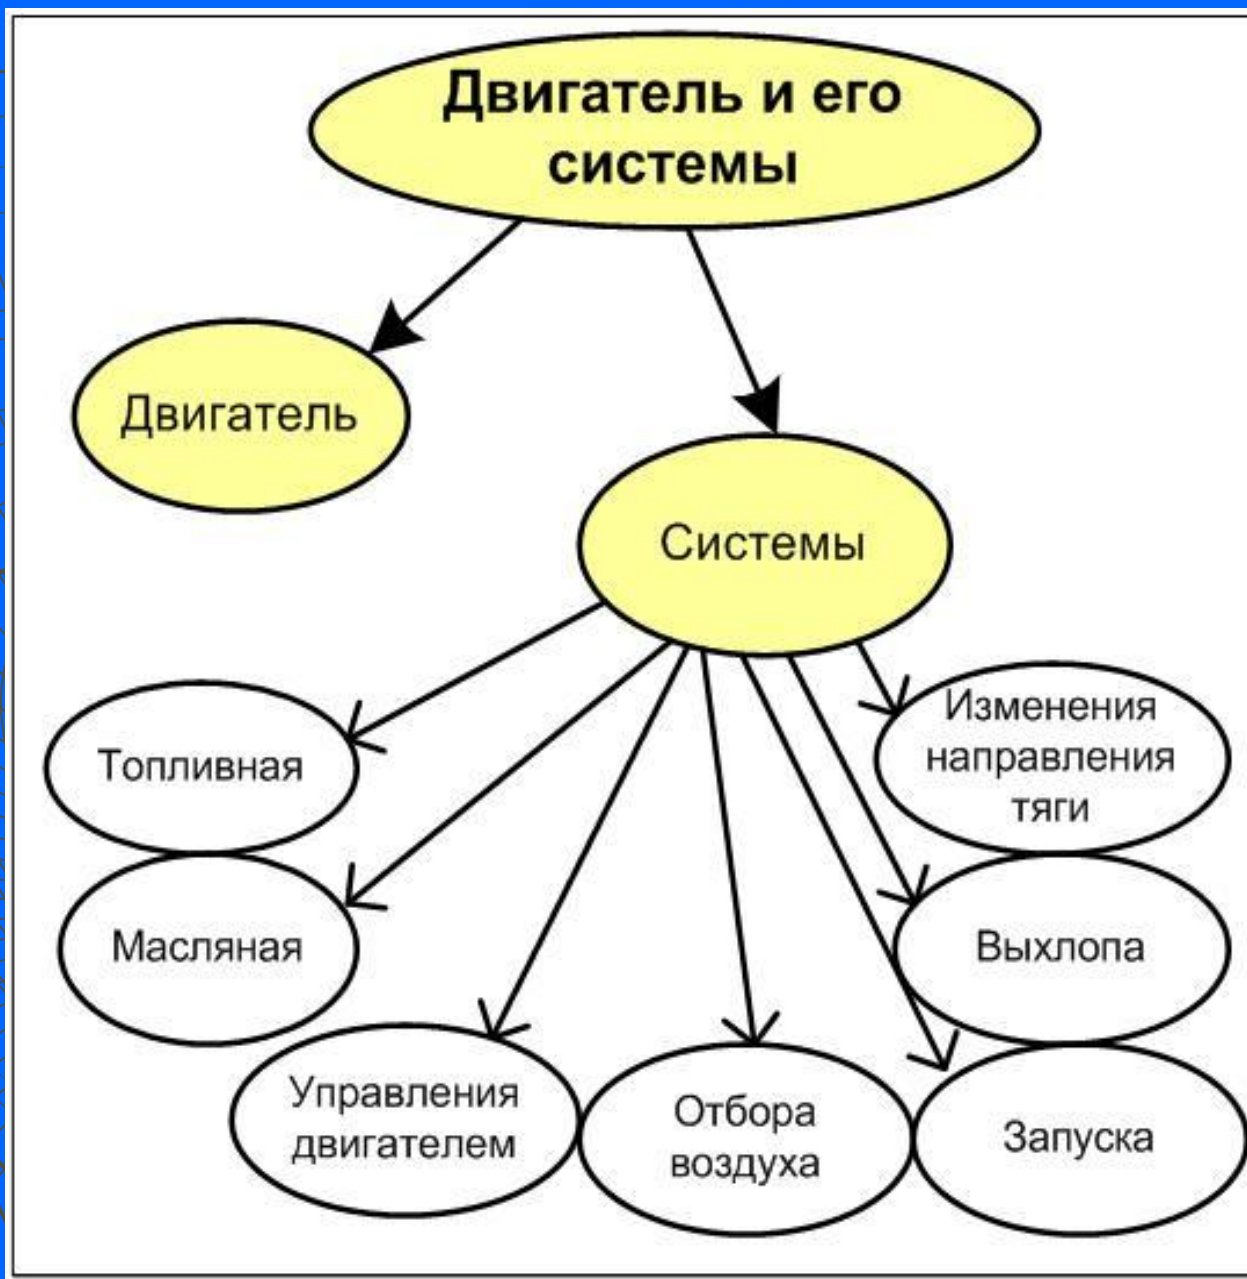 Двигатель и его
системы
Двигатель
Системы
Топливная
Масляная
Управления
двигателем
Отбора
воздуха
Запуска
Выхлопа
Изменения
направления
тяги